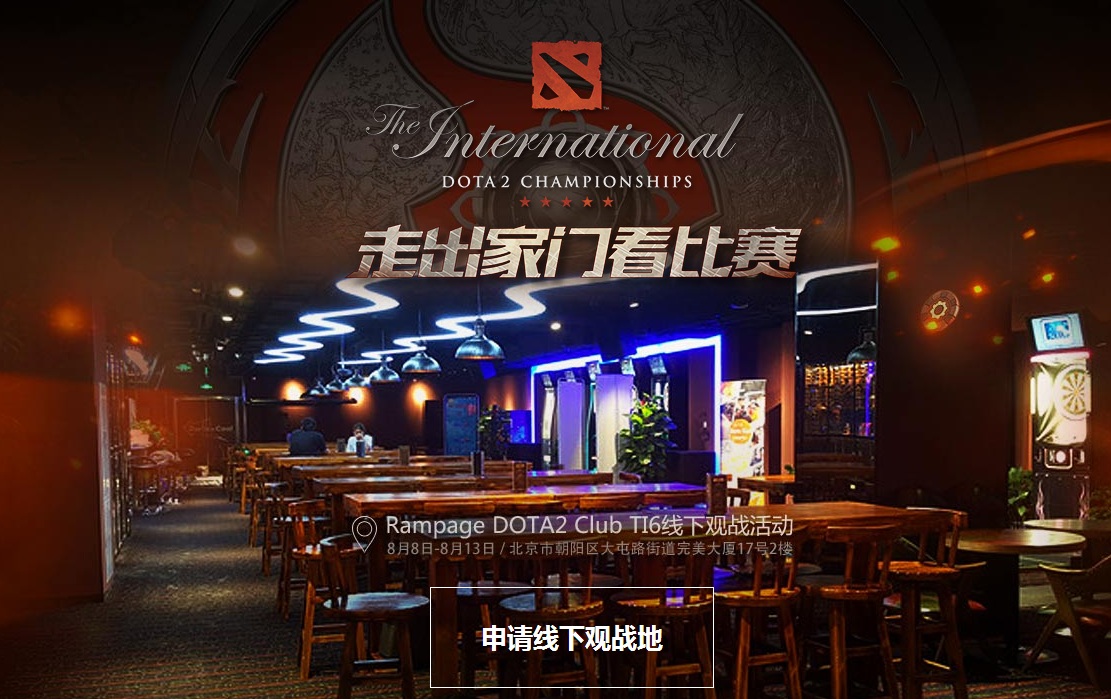 The International
DOTA 2 CHAMPIONSHIPS
走出家门看比赛
Rampage DOTA2 Club TI6线下观战活动
8月8日-8月13日 / 北京市朝阳区大屯路街道完美大厦17号2楼
申请线下观战地